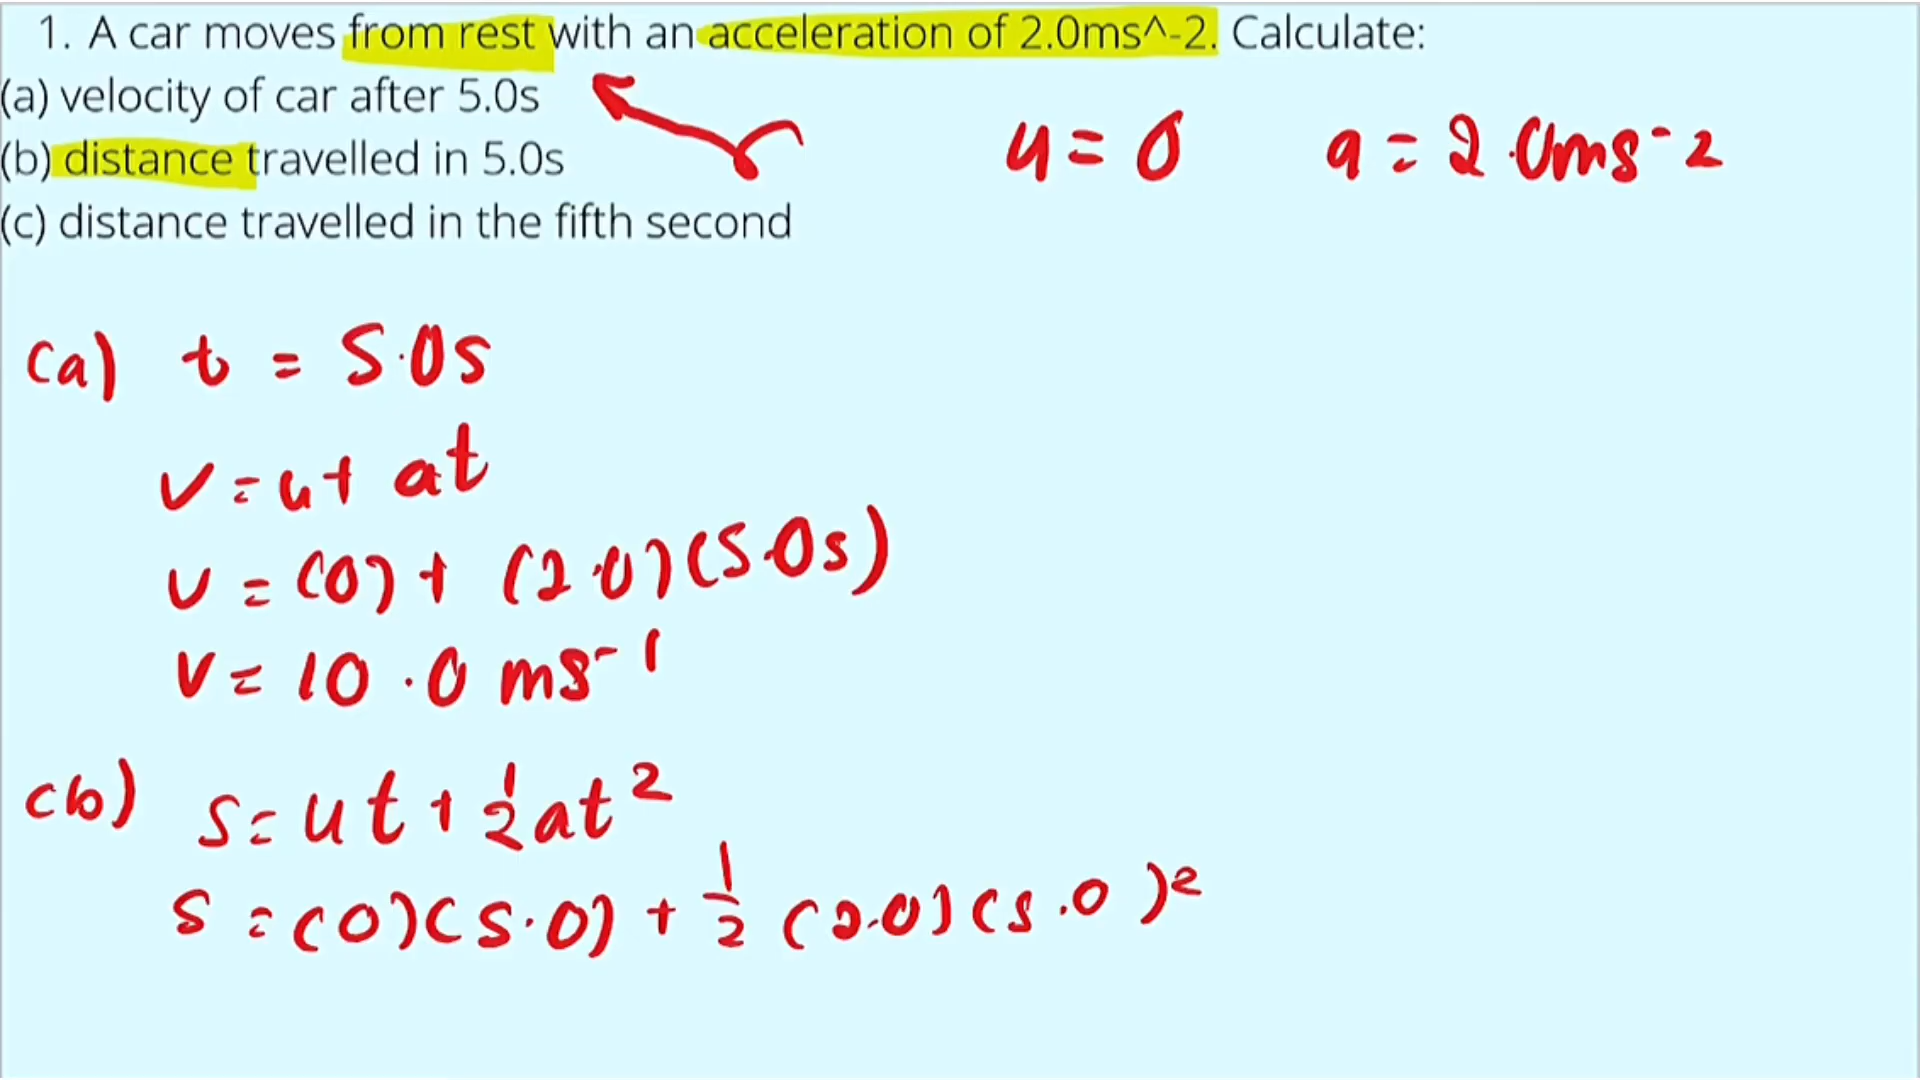 1. A car moves from rest with an acceleration of 2.0ms^-2. Calculate:
(a) velocity of car after 5.0s
(b) distance travelled in 5.0s
(c) distance travelled in the fifth second
u = 0 a = 2.0ms⁻²
(a) t = 5.0s
v = u + at
v = (0) + (2.0)(5.0s)
v = 10.0 ms⁻¹
(b) s = ut + ½at²
s = (0)(5.0) + ½ (2.0)(5.0)²